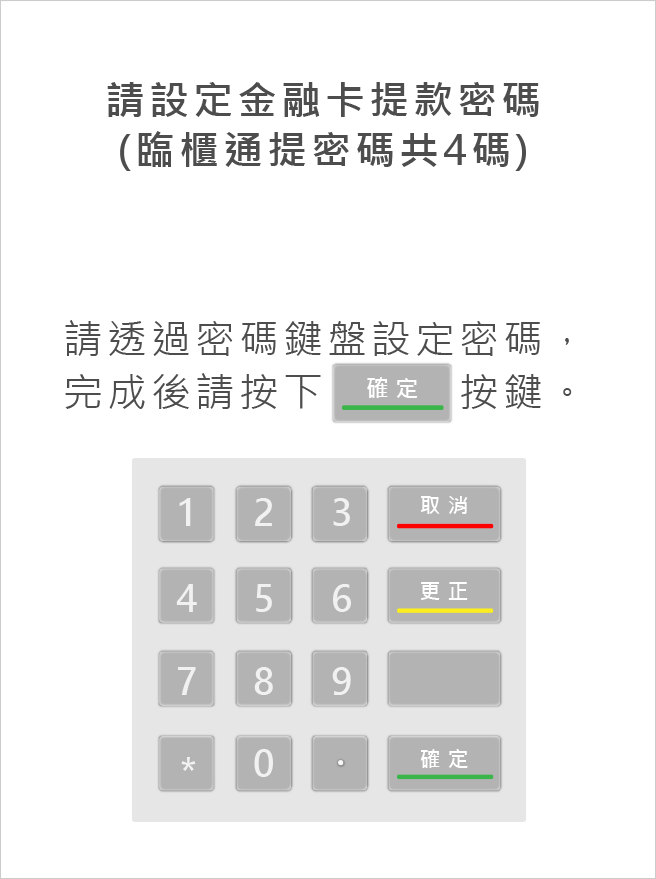 請設定金融卡提款密碼
(臨櫃通提密碼共4碼)
請透過密碼鍵盤設定密碼，
完成後請按下 確定 按鍵。
1 2 3 取消
4 5 6 更正
7 8 9
* 0 · 確定